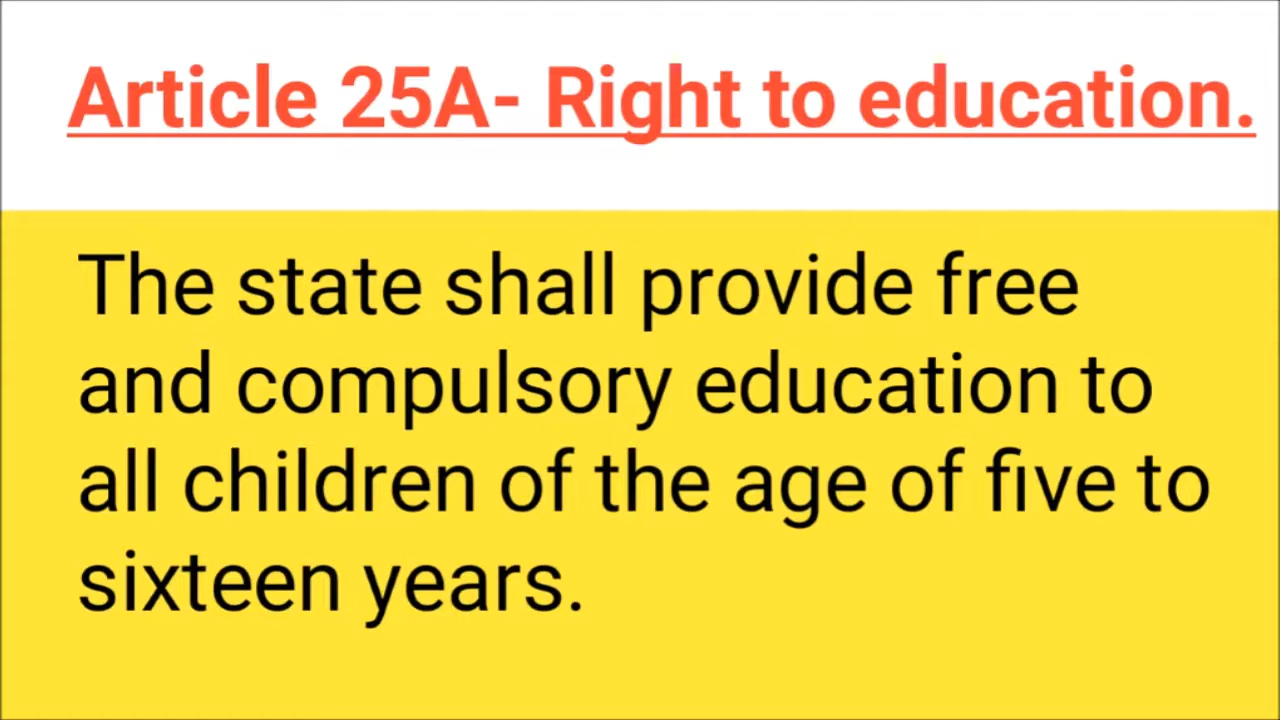 Article 25A- Right to education.
The state shall provide free
and compulsory education to
all children of the age of five to
sixteen years.